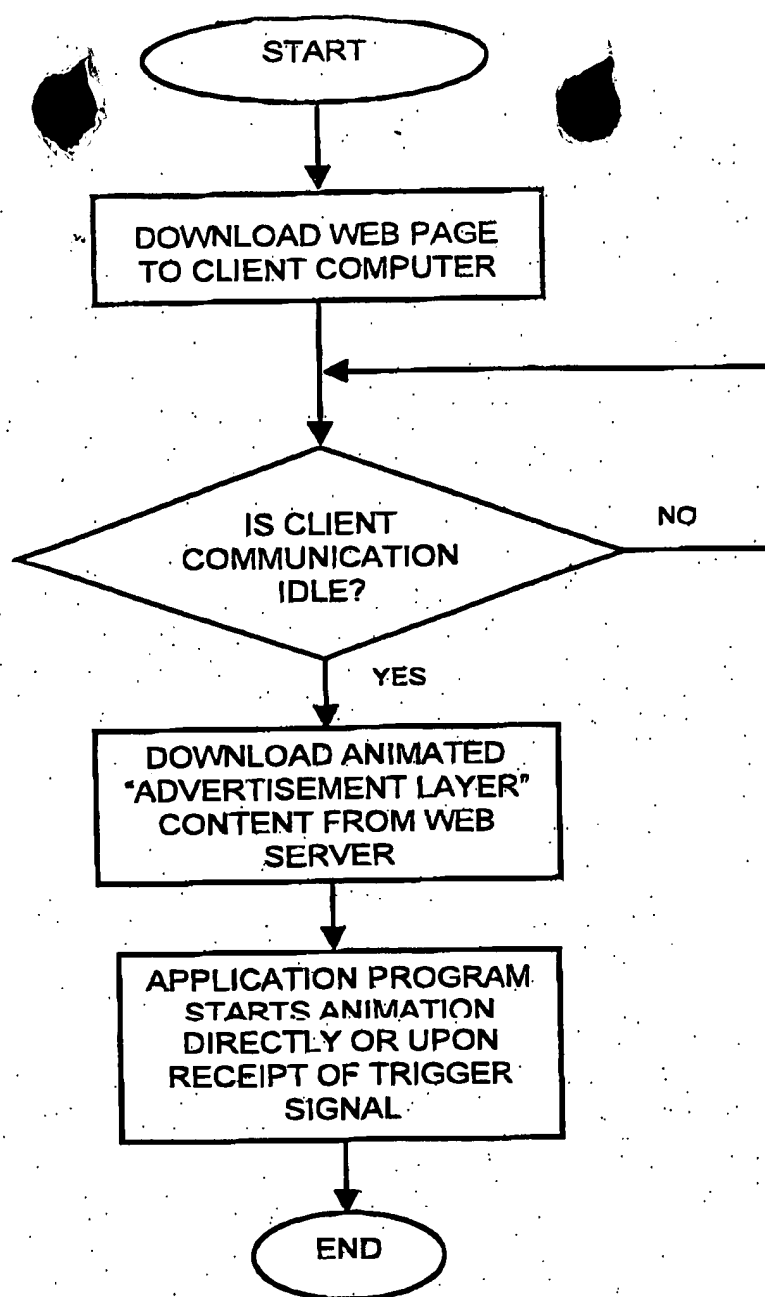 START
DOWNLOAD WEB PAGE
TO CLIENT COMPUTER
IS CLIENT
COMMUNICATION
IDLE?
NO
YES
DOWNLOAD ANIMATED
"ADVERTISEMENT LAYER"
CONTENT FROM WEB
SERVER
APPLICATION PROGRAM
STARTS ANIMATION
DIRECTLY OR UPON
RECEIPT OF TRIGGER
SIGNAL
END